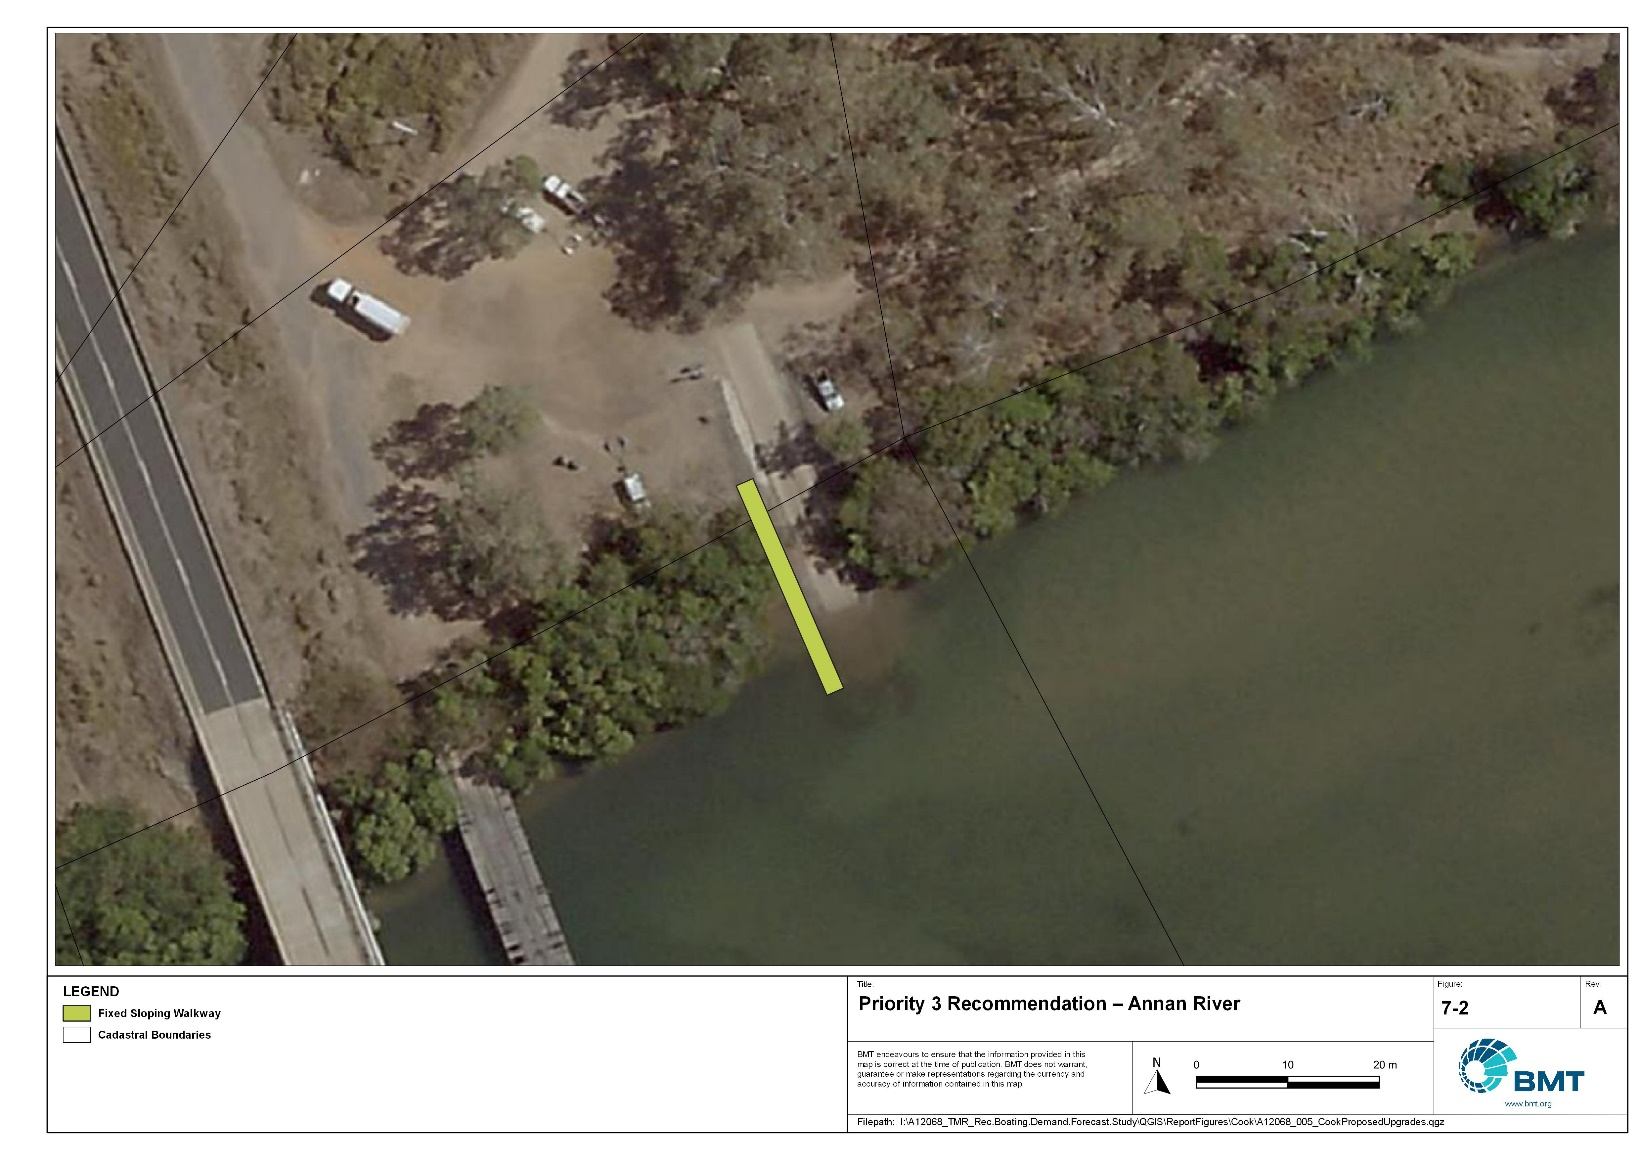 LEGEND
Fixed Sloping Walkway
Cadastral Boundaries
Title:
Priority 3 Recommendation – Annan River
Figure:
7-2
Rev:
A
BMT endeavours to ensure that the information provided in this
map is correct at the time of publication. BMT does not warrant,
guarantee or make representations regarding the currency and
accuracy of information contained in this map.
N
0 10 20 m
BMT
www.bmt.org
Filepath: I:\A12068_TMR_Rec.Boating.Demand.Forecast.Study\QGIS\ReportFigures\Cook\A12068_005_CookProposedUpgrades.qgz